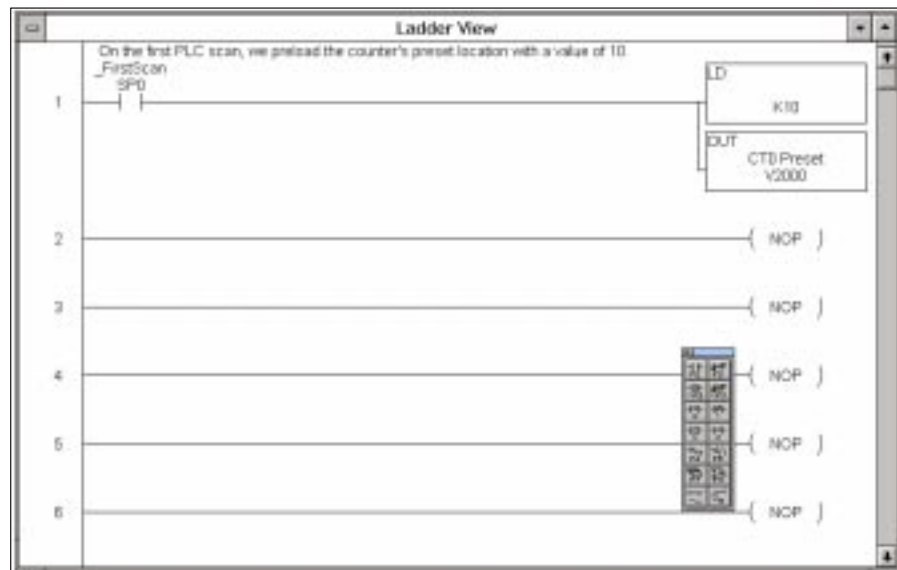 Ladder View
On the first PLC scan, we preload the counter's preset location with a value of 10.
_FirstScan
SP0
1
LD
K10
OUT
CT0 Preset
V2000
2
NOP
3
NOP
4
NOP
5
NOP
6
NOP